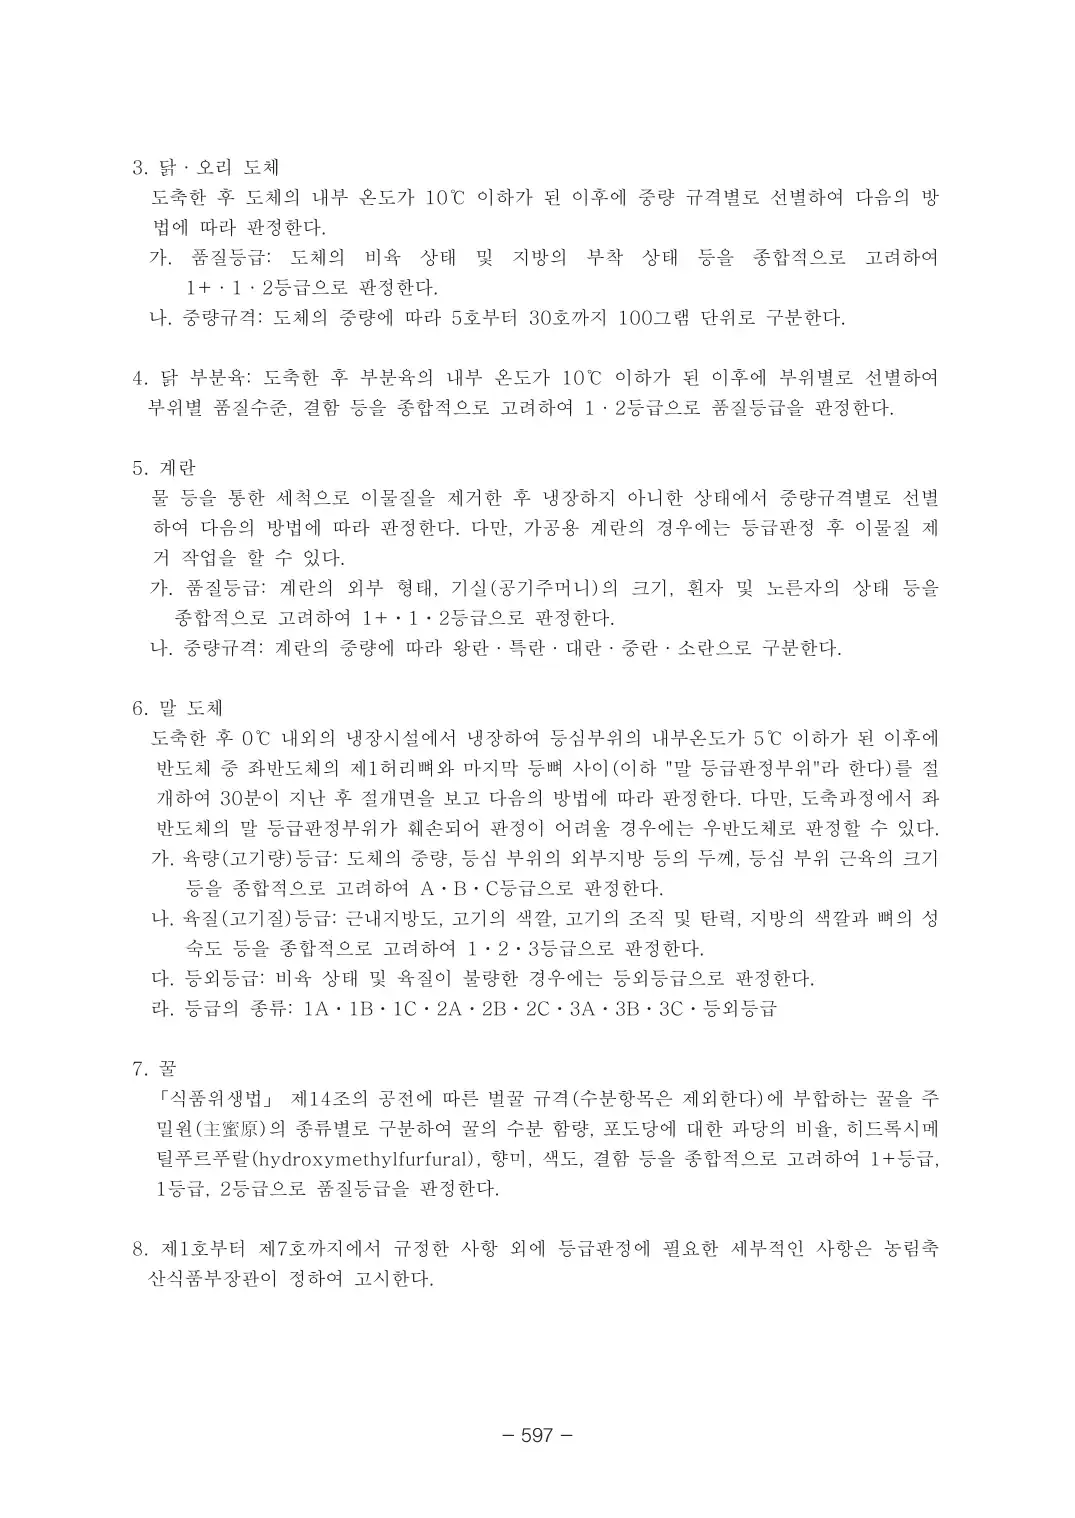 3. 닭 · 오리 도체
도축한 후 도체의 내부 온도가 10℃ 이하가 된 이후에 중량 규격별로 선별하여 다음의 방
법에 따라 판정한다.
가. 품질등급: 도체의 비육 상태 및 지방의 부착 상태 등을 종합적으로 고려하여
1+ · 1 · 2등급으로 판정한다.
나. 중량규격: 도체의 중량에 따라 5호부터 30호까지 100그램 단위로 구분한다.
4. 닭 부분육: 도축한 후 부분육의 내부 온도가 10℃ 이하가 된 이후에 부위별로 선별하여
부위별 품질수준, 결함 등을 종합적으로 고려하여 1 · 2등급으로 품질등급을 판정한다.
5. 계란
물 등을 통한 세척으로 이물질을 제거한 후 냉장하지 아니한 상태에서 중량규격별로 선별
하여 다음의 방법에 따라 판정한다. 다만, 가공용 계란의 경우에는 등급판정 후 이물질 제
거 작업을 할 수 있다.
가. 품질등급: 계란의 외부 형태, 기실(공기주머니)의 크기, 흰자 및 노른자의 상태 등을
종합적으로 고려하여 1+ · 1 · 2등급으로 판정한다.
나. 중량규격: 계란의 중량에 따라 왕란 · 특란 · 대란 · 중란 · 소란으로 구분한다.
6. 말 도체
도축한 후 0℃ 내외의 냉장시설에서 냉장하여 등심부위의 내부온도가 5℃ 이하가 된 이후에
반도체 중 좌반도체의 제1허리뼈와 마지막 등뼈 사이(이하 "말 등급판정부위"라 한다)를 절
개하여 30분이 지난 후 절개면을 보고 다음의 방법에 따라 판정한다. 다만, 도축과정에서 좌
반도체의 말 등급판정부위가 훼손되어 판정이 어려울 경우에는 우반도체로 판정할 수 있다.
가. 육량(고기량)등급: 도체의 중량, 등심 부위의 외부지방 등의 두께, 등심 부위 근육의 크기
등을 종합적으로 고려하여 A · B · C등급으로 판정한다.
나. 육질(고기질)등급: 근내지방도, 고기의 색깔, 고기의 조직 및 탄력, 지방의 색깔과 뼈의 성
숙도 등을 종합적으로 고려하여 1 · 2 · 3등급으로 판정한다.
다. 등외등급: 비육 상태 및 육질이 불량한 경우에는 등외등급으로 판정한다.
라. 등급의 종류: 1A · 1B · 1C · 2A · 2B · 2C · 3A · 3B · 3C · 등외등급
7. 꿀
「식품위생법」 제14조의 공전에 따른 벌꿀 규격(수분항목은 제외한다)에 부합하는 꿀을 주
밀원(主蜜原)의 종류별로 구분하여 꿀의 수분 함량, 포도당에 대한 과당의 비율, 히드록시메
틸푸르푸랄(hydroxymethylfurfural), 향미, 색도, 결함 등을 종합적으로 고려하여 1+등급,
1등급, 2등급으로 품질등급을 판정한다.
8. 제1호부터 제7호까지에서 규정한 사항 외에 등급판정에 필요한 세부적인 사항은 농림축
산식품부장관이 정하여 고시한다.
- 597 -